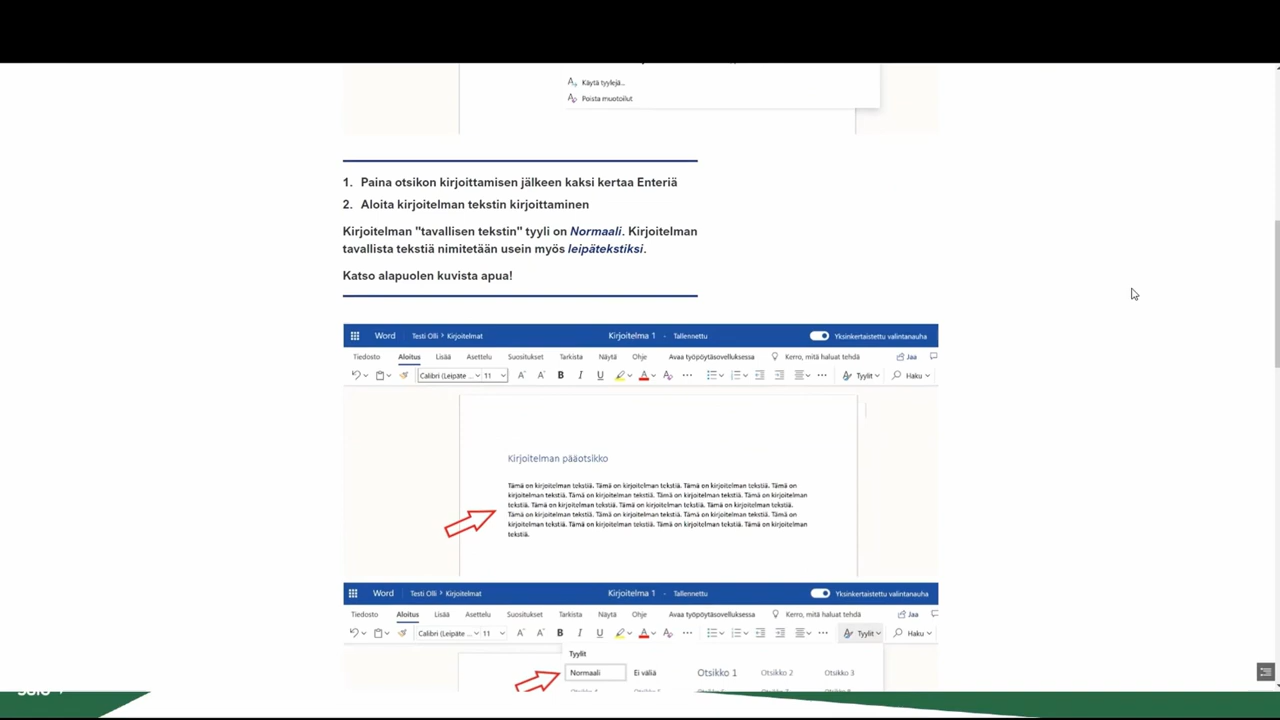 Käytä tyylejä...
Poista muotoilut
1. Paina otsikon kirjoittamisen jälkeen kaksi kertaa Enteriä
2. Aloita kirjoitelman tekstin kirjoittaminen
Kirjoitelman "tavallisen tekstin" tyyli on Normaali. Kirjoitelman
tavallista tekstiä nimitetään usein myös leipätekstiksi.
Katso alapuolen kuvista apua!
Word Testi Olli > Kirjoitelmat Kirjoitelma 1 - Tallennettu Yksinkertaistettu valintanauha
Tiedosto Aloitus Lisää Asettelu Suositukset Tarkista Näytä Ohje Avaa työpöytäsovelluksessa Kerro, mitä haluat tehdä Jaa
Calibri (Leipäte... 11 B I U A ... Tyylit Haku
Kirjoitelman pääotsikko
Tämä on kirjoitelman tekstiä. Tämä on kirjoitelman tekstiä. Tämä on kirjoitelman tekstiä. Tämä on
kirjoitelman tekstiä. Tämä on kirjoitelman tekstiä. Tämä on kirjoitelman tekstiä. Tämä on kirjoitelman
tekstiä. Tämä on kirjoitelman tekstiä. Tämä on kirjoitelman tekstiä. Tämä on kirjoitelman tekstiä.
Tämä on kirjoitelman tekstiä. Tämä on kirjoitelman tekstiä. Tämä on kirjoitelman tekstiä. Tämä on
kirjoitelman tekstiä. Tämä on kirjoitelman tekstiä. Tämä on kirjoitelman tekstiä. Tämä on kirjoitelman
tekstiä.
Word Testi Olli > Kirjoitelmat Kirjoitelma 1 - Tallennettu Yksinkertaistettu valintanauha
Tiedosto Aloitus Lisää Asettelu Suositukset Tarkista Näytä Ohje Avaa työpöytäsovelluksessa Kerro, mitä haluat tehdä Jaa
Calibri (Leipäte... 11 B I U A ... Tyylit Haku
Tyylit
Normaali Ei väliä Otsikko 1 Otsikko 2 Otsikko 3